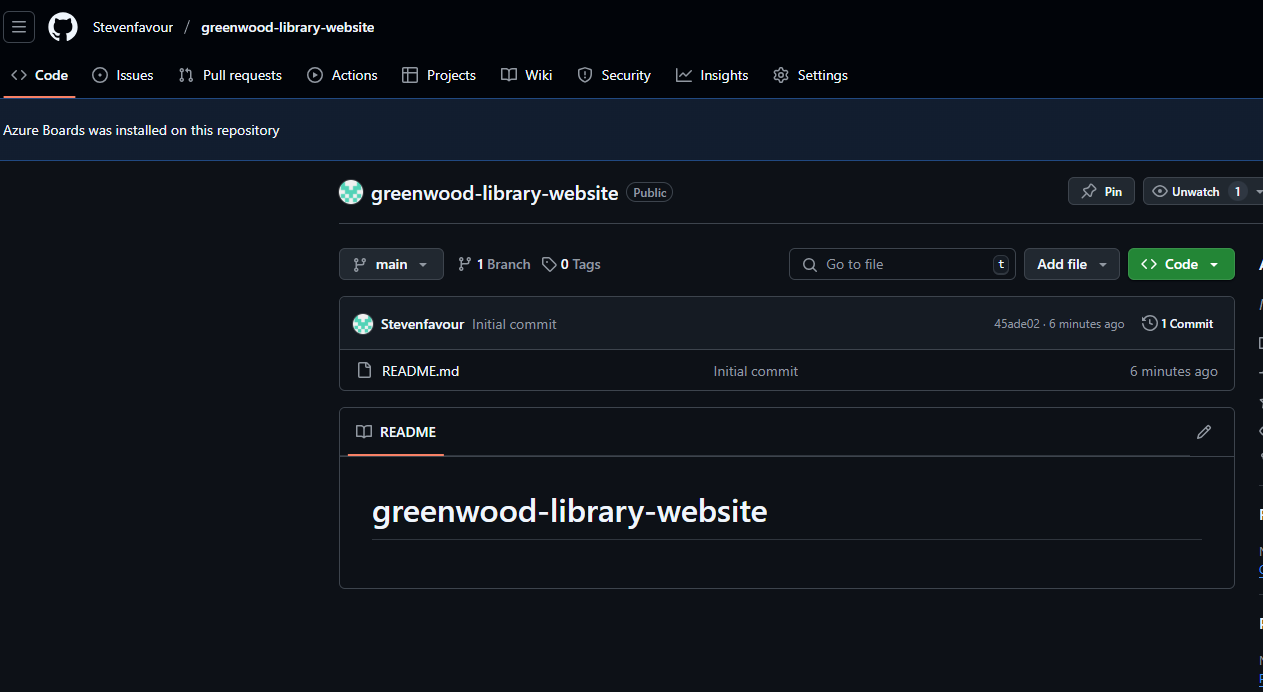 Stevenfavour / greenwood-library-website
Code Issues Pull requests Actions Projects Wiki Security Insights Settings
Azure Boards was installed on this repository
greenwood-library-website Public Pin Unwatch 1
main 1 Branch 0 Tags Go to file t Add file Code
Stevenfavour Initial commit 45ade02 · 6 minutes ago 1 Commit
README.md Initial commit 6 minutes ago
README
greenwood-library-website